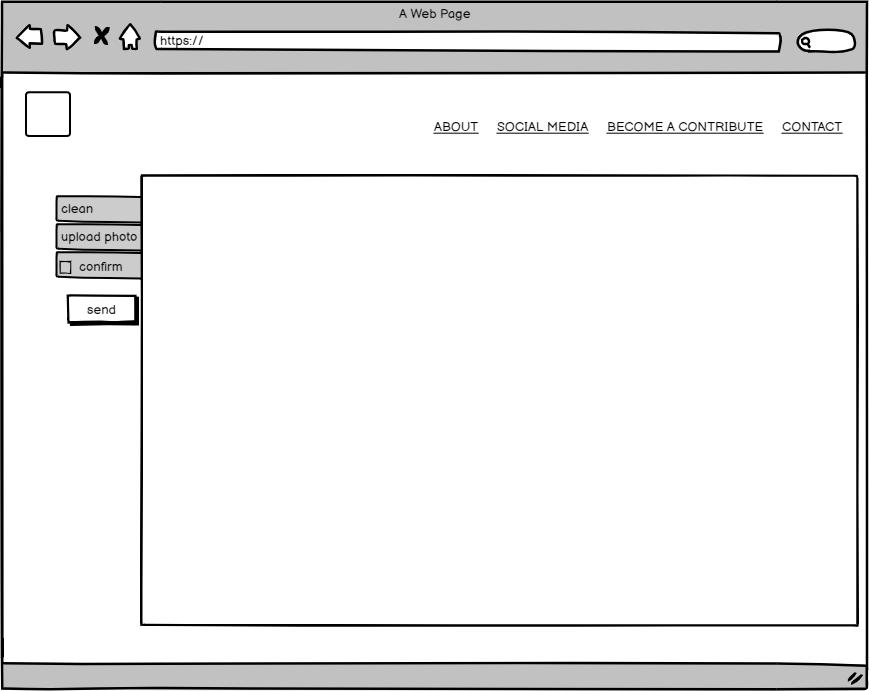 A Web Page
https://
ABOUT SOCIAL MEDIA BECOME A CONTRIBUTE CONTACT
clean
upload photo
confirm
send